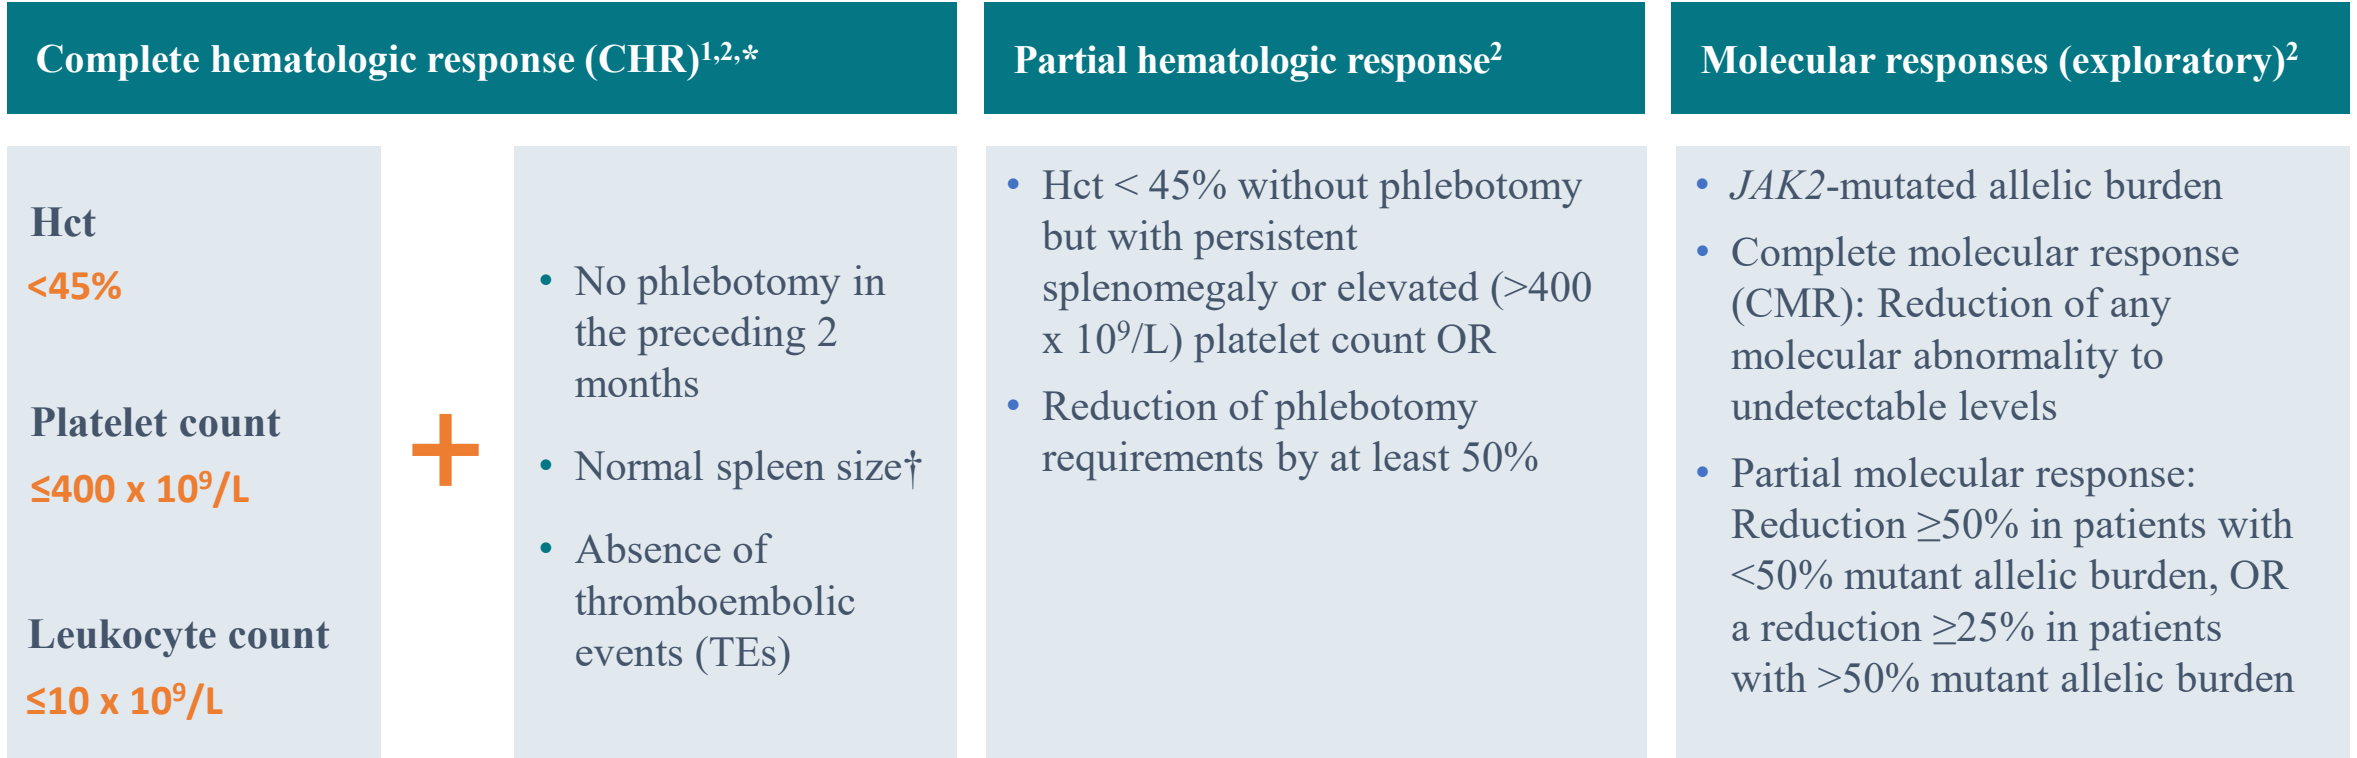 Complete hematologic response (CHR)¹,²,*
Hct
<45%
Platelet count
≤400 x 10⁹/L
Leukocyte count
≤10 x 10⁹/L
+
• No phlebotomy in
the preceding 2
months
• Normal spleen size†
• Absence of
thromboembolic
events (TEs)
Partial hematologic response²
• Hct < 45% without phlebotomy
but with persistent
splenomegaly or elevated (>400
x 10⁹/L) platelet count OR
• Reduction of phlebotomy
requirements by at least 50%
Molecular responses (exploratory)²
• JAK2-mutated allelic burden
• Complete molecular response
(CMR): Reduction of any
molecular abnormality to
undetectable levels
• Partial molecular response:
Reduction ≥50% in patients with
<50% mutant allelic burden, OR
a reduction ≥25% in patients
with >50% mutant allelic burden